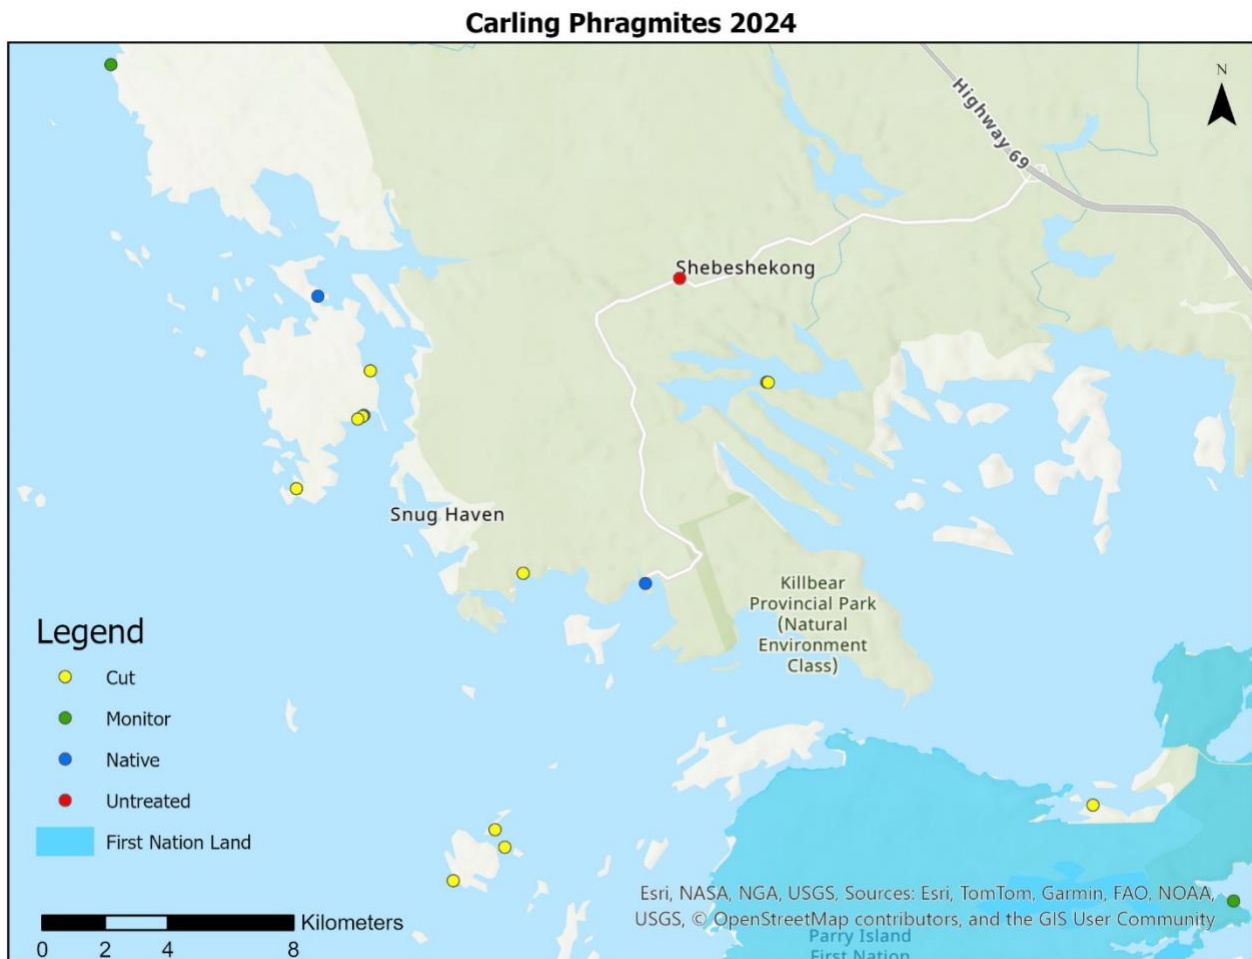 Carling Phragmites 2024
N
Highway 69
Shebeshekong
Snug Haven
Killbear
Provincial Park
(Natural
Environment
Class)
Legend
Cut
Monitor
Native
Untreated
First Nation Land
Kilometers
0 2 4 8
Esri, NASA, NGA, USGS, Sources: Esri, TomTom, Garmin, FAO, NOAA,
USGS, © OpenStreetMap contributors, and the GIS User Community
Parry Island
First Nation